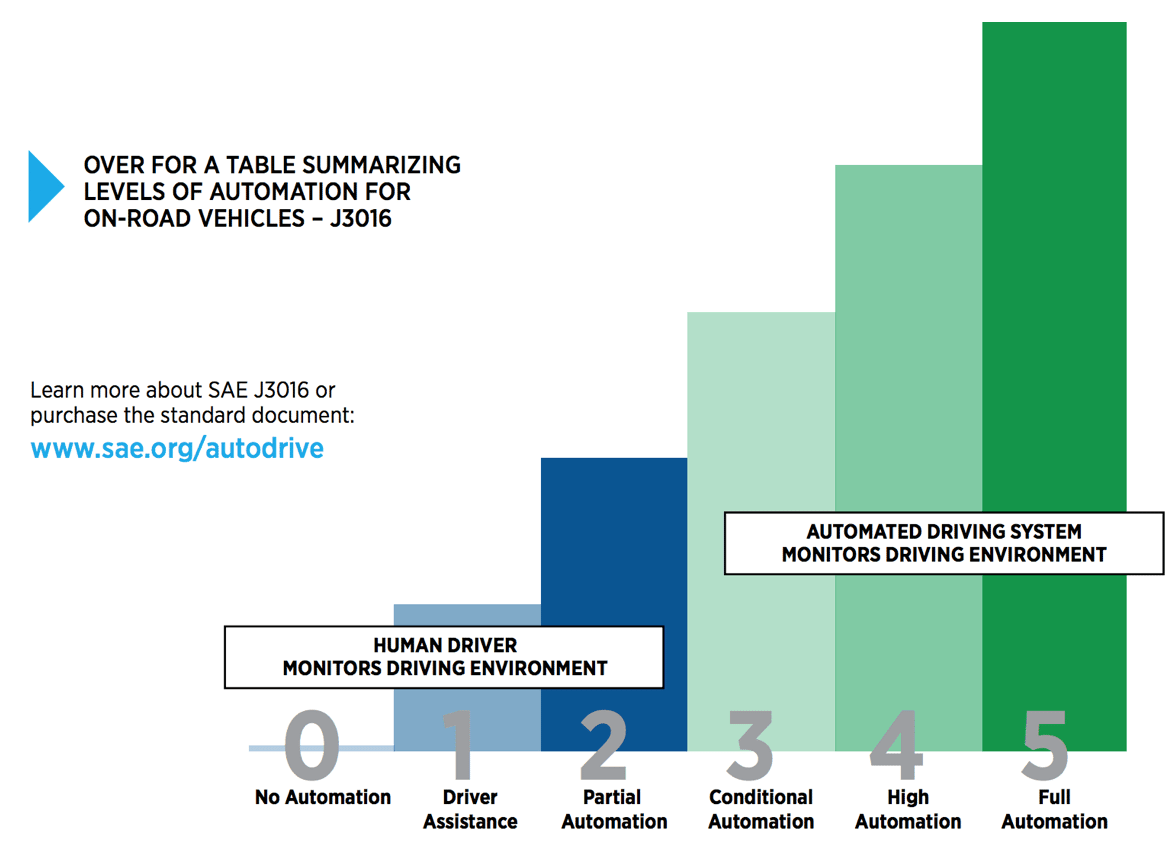 OVER FOR A TABLE SUMMARIZING
LEVELS OF AUTOMATION FOR
ON-ROAD VEHICLES – J3016
Learn more about SAE J3016 or
purchase the standard document:
www.sae.org/autodrive
AUTOMATED DRIVING SYSTEM
MONITORS DRIVING ENVIRONMENT
HUMAN DRIVER
MONITORS DRIVING ENVIRONMENT
0
No Automation
1
Driver
Assistance
2
Partial
Automation
3
Conditional
Automation
4
High
Automation
5
Full
Automation